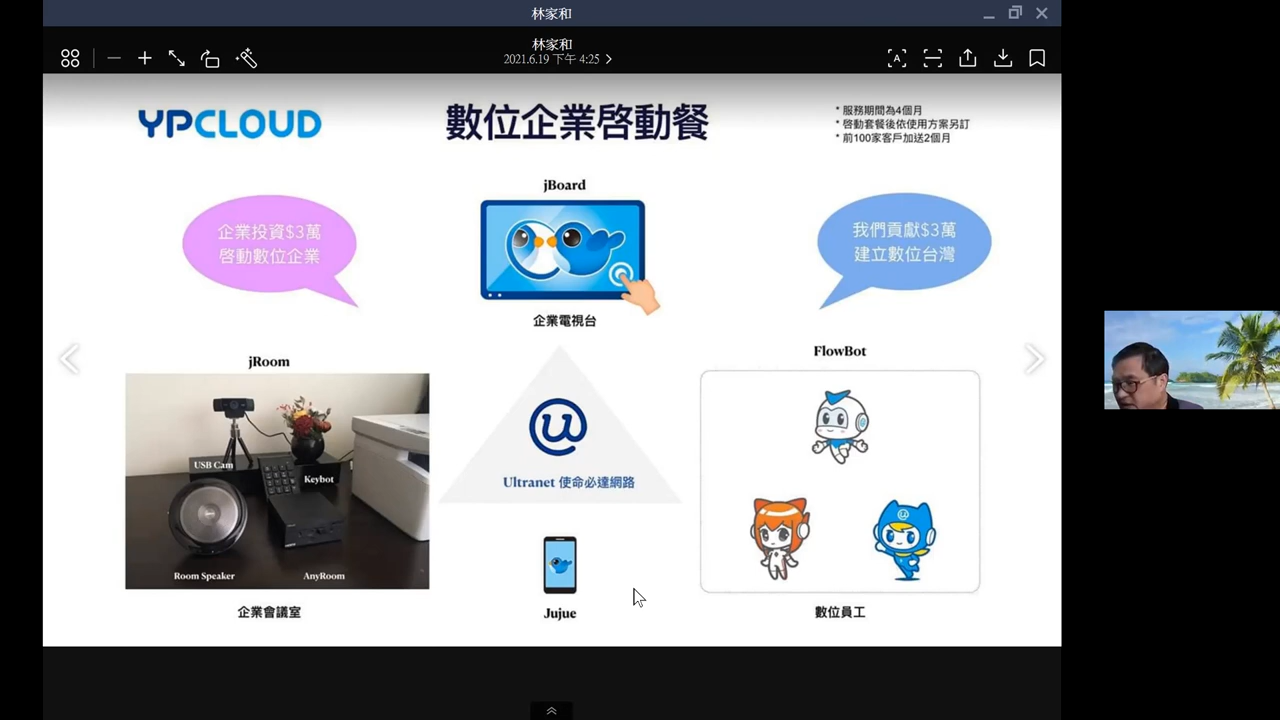 林家和
林家和
2021.6.19 下午 4:25
YPCLOUD
數位企業啓動餐
* 服務期間為4個月
* 啓動套餐後依使用方案另訂
* 前100家客戶加送2個月
jBoard
企業投資$3萬
啓動數位企業
我們貢獻$3萬
建立數位台灣
企業電視台
jRoom
FlowBot
USB Cam
Keybot
Room Speaker
AnyRoom
Ultranet 使命必達網路
企業會議室
Jujue
數位員工